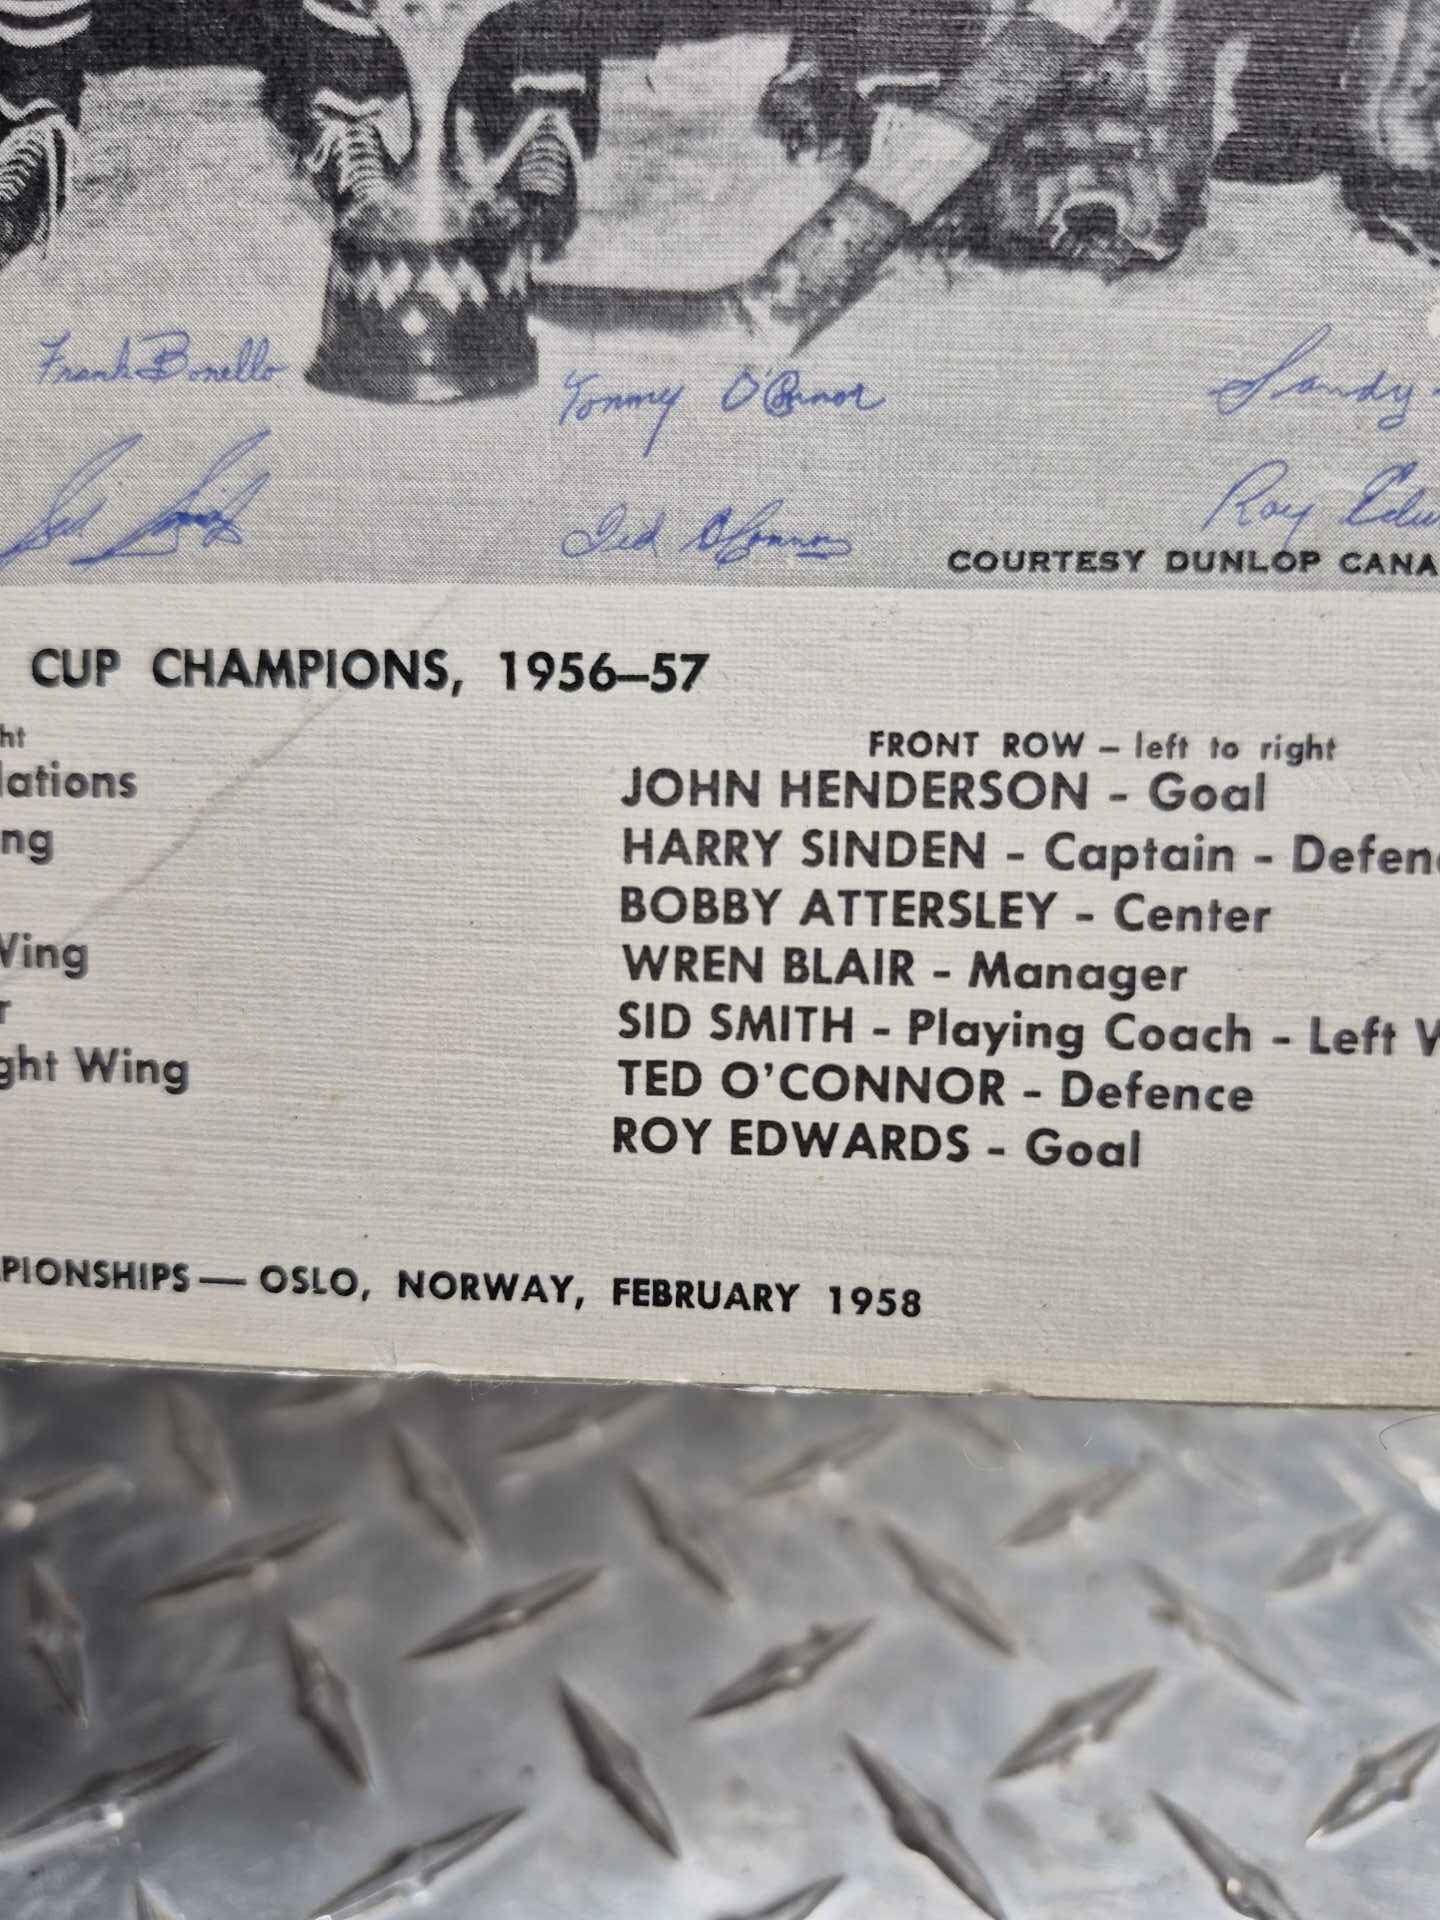 Frank Bonello
Tommy O'Connor
Sandy
Sid Smith
Ted O'Connor
Roy Edw
COURTESY DUNLOP CANA
CUP CHAMPIONS, 1956–57
ht
FRONT ROW – left to right
lations
JOHN HENDERSON - Goal
ng
HARRY SINDEN - Captain - Defenc
BOBBY ATTERSLEY - Center
Wing
WREN BLAIR - Manager
r
SID SMITH - Playing Coach - Left W
ght Wing
TED O'CONNOR - Defence
ROY EDWARDS - Goal
PIONSHIPS — OSLO, NORWAY, FEBRUARY 1958